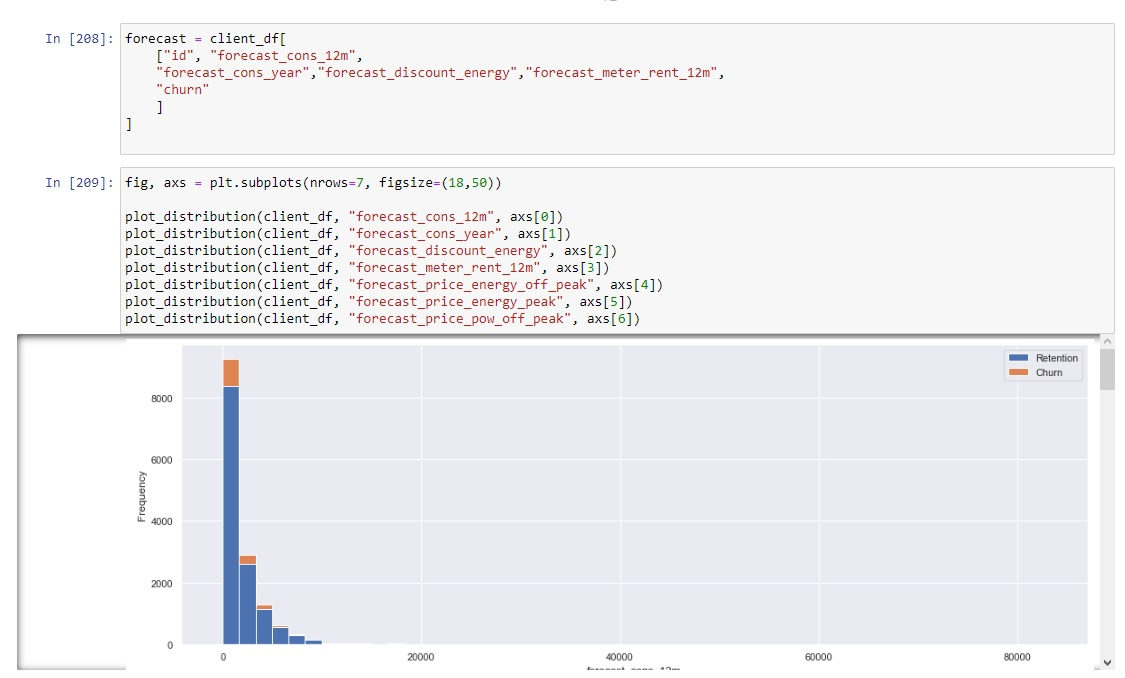 In [208]: forecast = client_df[
["id", "forecast_cons_12m",
"forecast_cons_year","forecast_discount_energy","forecast_meter_rent_12m",
"churn"
]
]
In [209]: fig, axs = plt.subplots(nrows=7, figsize=(18,50))
plot_distribution(client_df, "forecast_cons_12m", axs[0])
plot_distribution(client_df, "forecast_cons_year", axs[1])
plot_distribution(client_df, "forecast_discount_energy", axs[2])
plot_distribution(client_df, "forecast_meter_rent_12m", axs[3])
plot_distribution(client_df, "forecast_price_energy_off_peak", axs[4])
plot_distribution(client_df, "forecast_price_energy_peak", axs[5])
plot_distribution(client_df, "forecast_price_pow_off_peak", axs[6])
Retention
Churn
8000
6000
4000
2000
0
Frequency
0 20000 40000 60000 80000
forecast_cons_12m